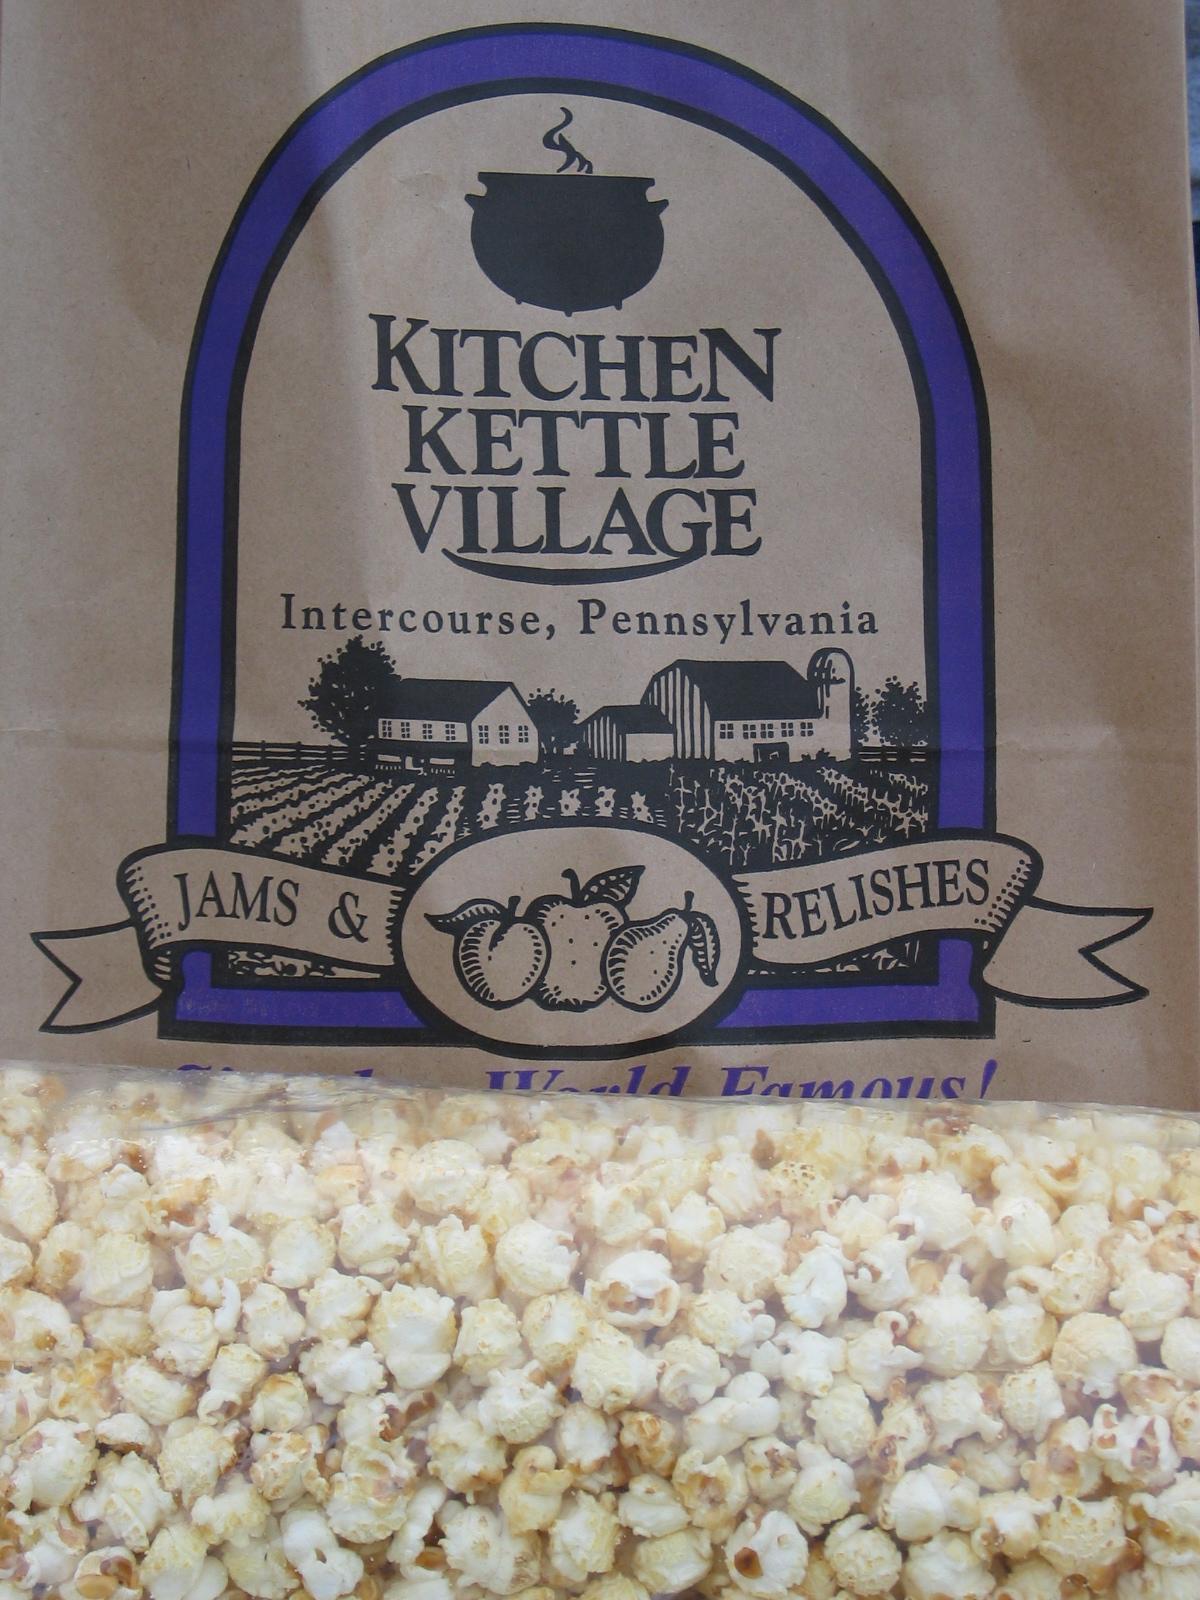 KITCHEN
KETTLE
VILLAGE
Intercourse, Pennsylvania
JAMS & RELISHES
World Famous!